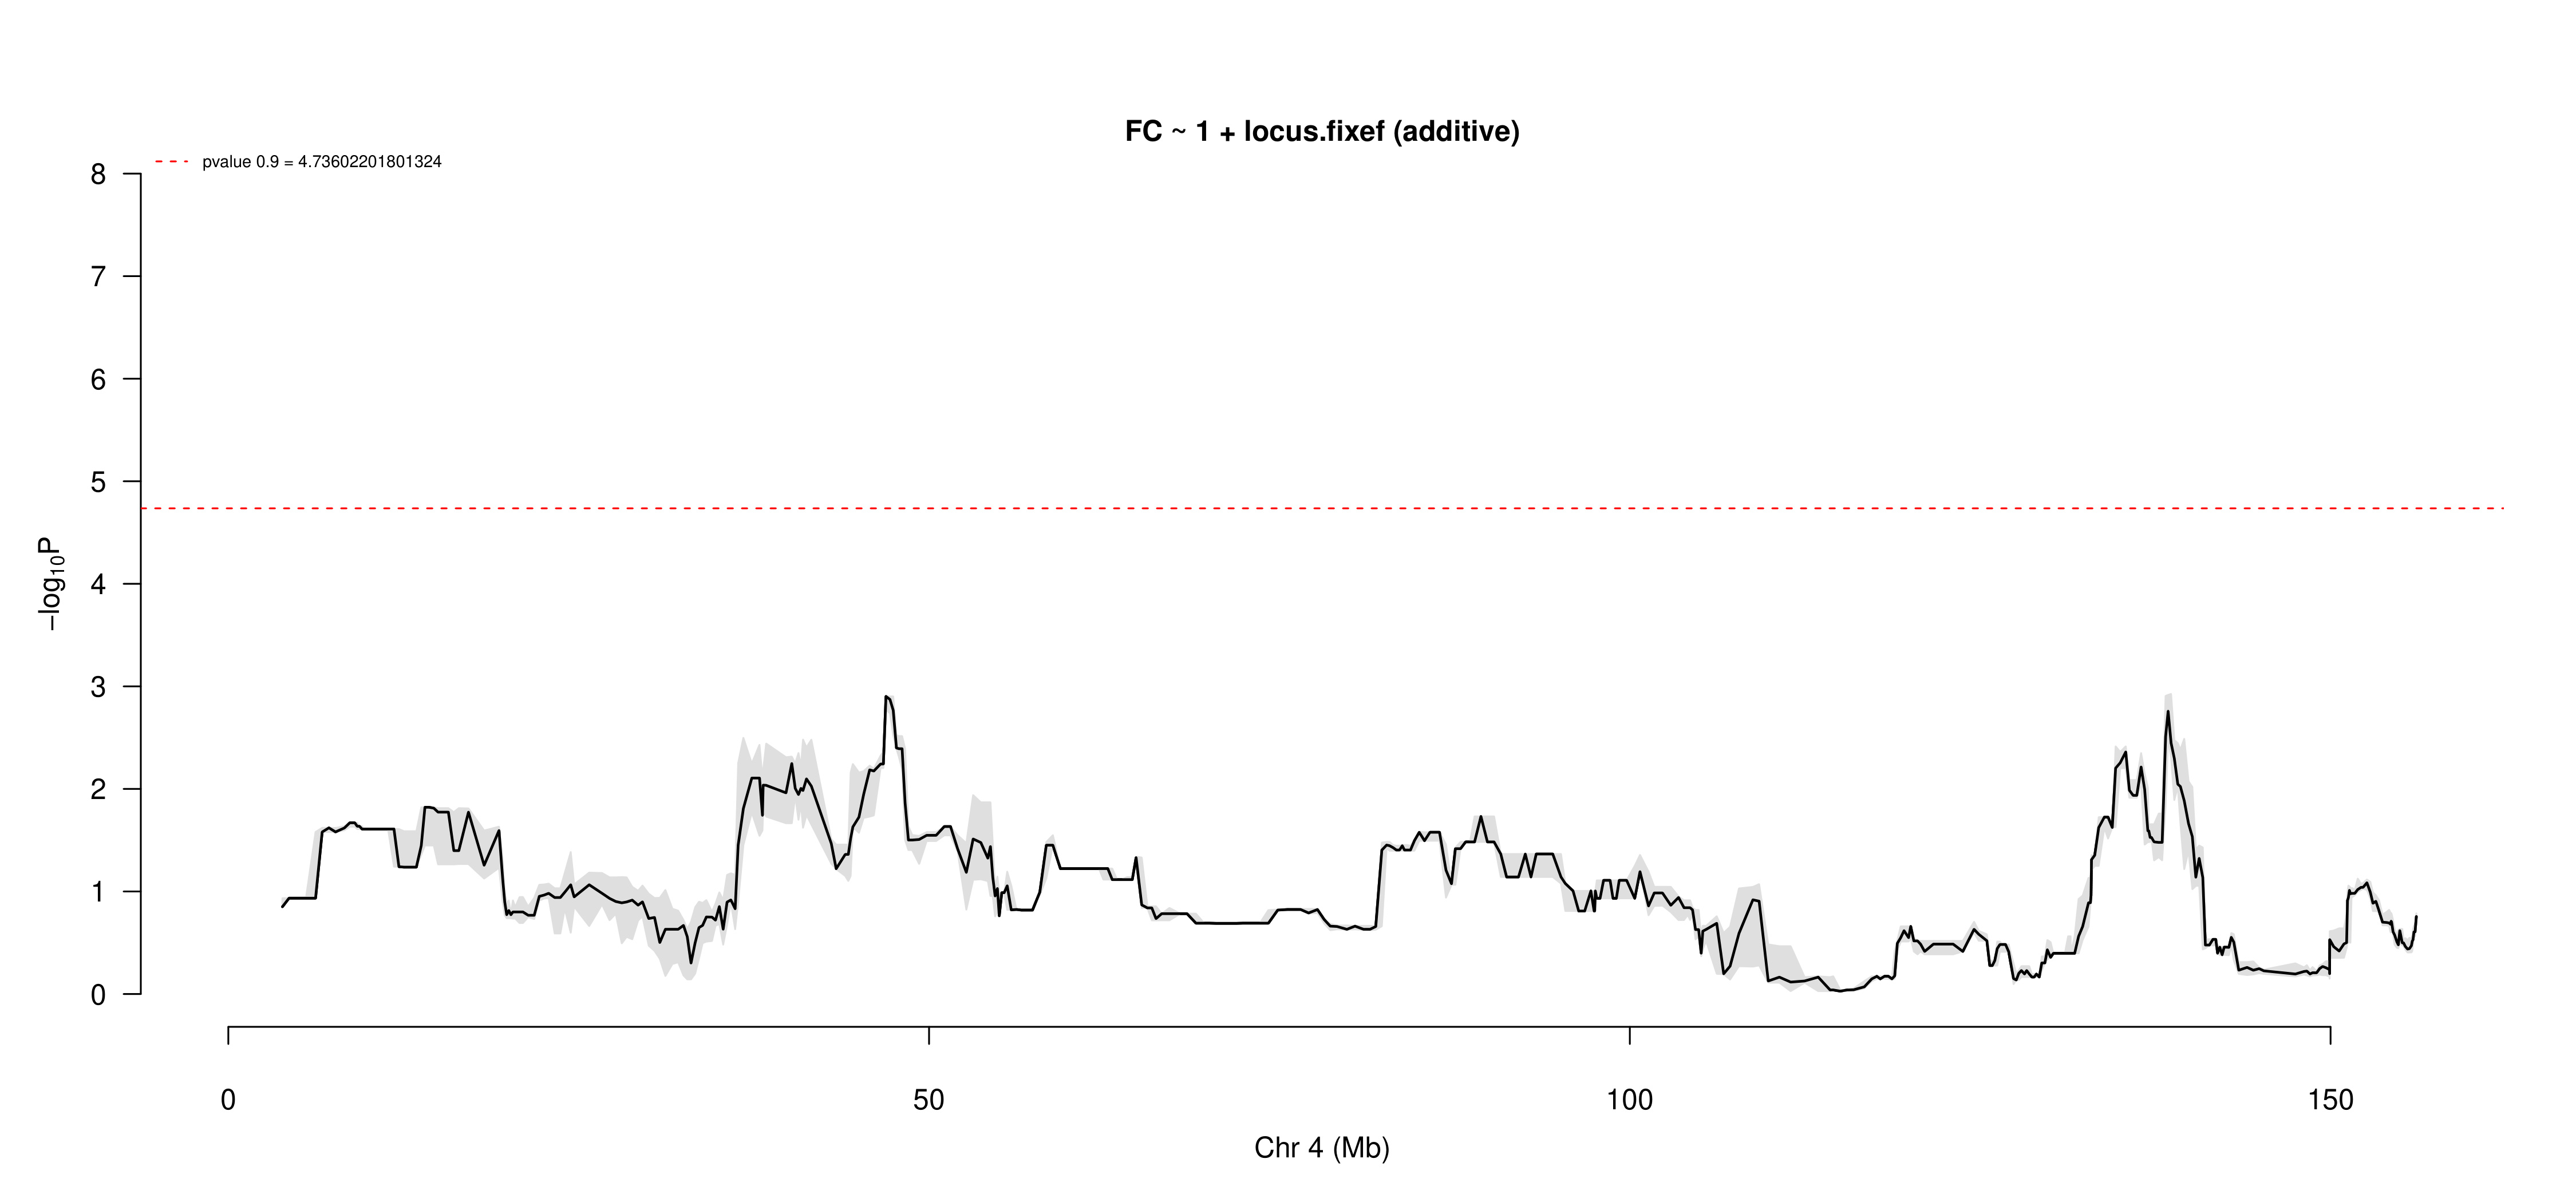 FC ~ 1 + locus.fixef (additive)
pvalue 0.9 = 4.73602201801324
8
7
6
5
4
3
2
1
0
−log10P
0 50 100 150
Chr 4 (Mb)